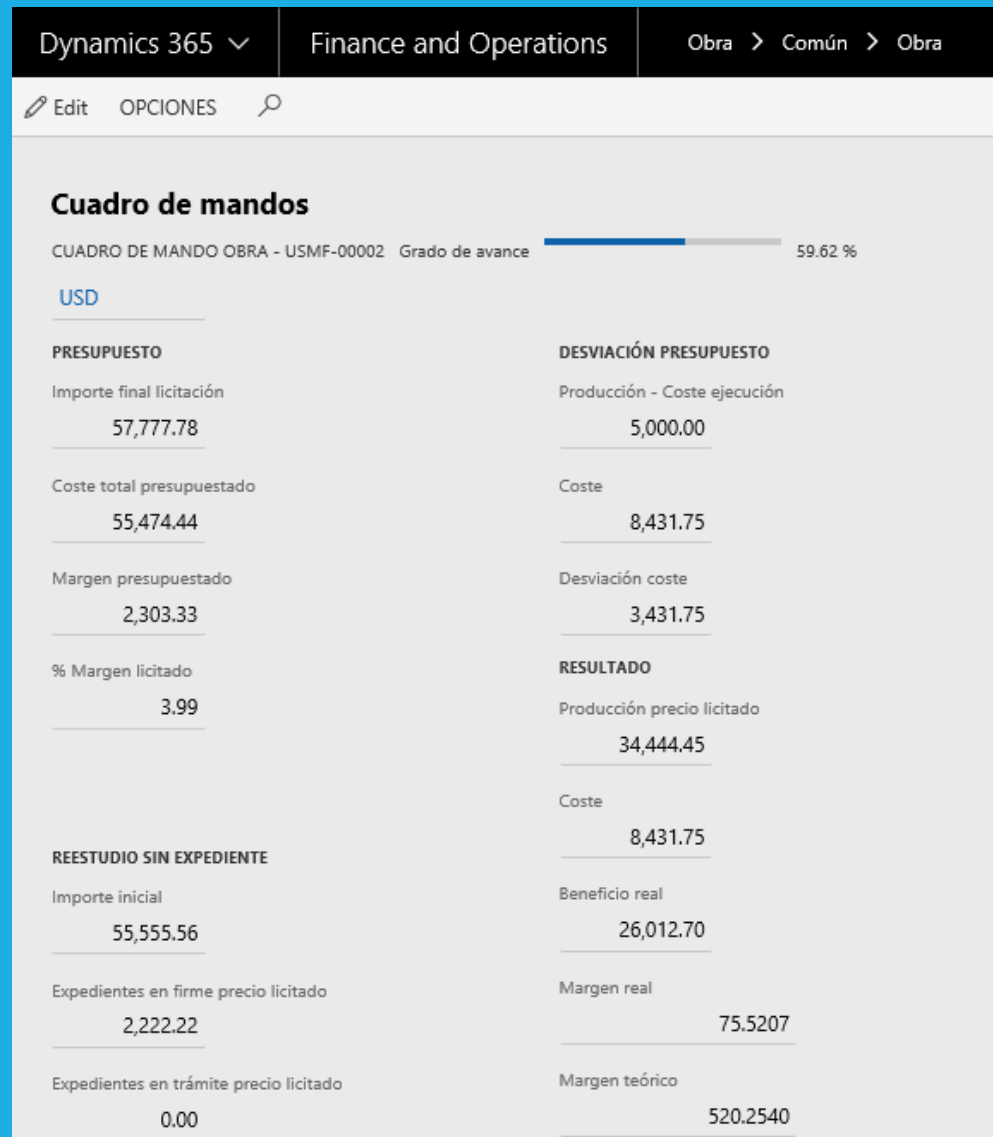 Dynamics 365
Finance and Operations
Obra > Común > Obra
Edit OPCIONES
Cuadro de mandos
CUADRO DE MANDO OBRA - USMF-00002 Grado de avance 59.62 %
USD
PRESUPUESTO
Importe final licitación
57,777.78
Coste total presupuestado
55,474.44
Margen presupuestado
2,303.33
% Margen licitado
3.99
REESTUDIO SIN EXPEDIENTE
Importe inicial
55,555.56
Expedientes en firme precio licitado
2,222.22
Expedientes en trámite precio licitado
0.00
DESVIACIÓN PRESUPUESTO
Producción - Coste ejecución
5,000.00
Coste
8,431.75
Desviación coste
3,431.75
RESULTADO
Producción precio licitado
34,444.45
Coste
8,431.75
Beneficio real
26,012.70
Margen real
75.5207
Margen teórico
520.2540